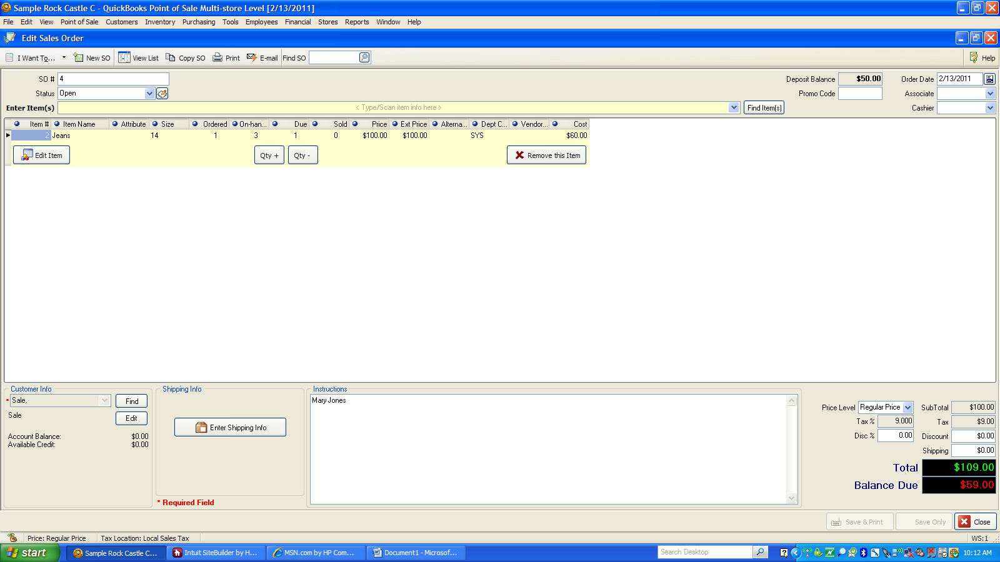 Sample Rock Castle C - QuickBooks Point of Sale Multi-store Level [2/13/2011]
File Edit View Point of Sale Customers Inventory Purchasing Tools Employees Financial Stores Reports Window Help
Edit Sales Order
I Want To... New SO View List Copy SO Print E-mail Find SO Help
SO # 4 Deposit Balance $50.00 Order Date 2/13/2011
Status Open Promo Code Associate
Enter Item(s) < Type/Scan item info here > Find Item(s) Cashier
Item # Item Name Attribute Size Ordered On-han... Due Sold Price Ext Price Alterna... Dept C... Vendor... Cost
2 Jeans 14 1 3 1 0 $100.00 $100.00 SYS $60.00
Edit Item Qty + Qty - Remove this Item
Customer Info Shipping Info Instructions
* Sale, Find Mary Jones
Sale Edit
Enter Shipping Info
Account Balance: $0.00
Available Credit: $0.00
* Required Field
Price Level Regular Price SubTotal $100.00
Tax % 9.000 Tax $9.00
Disc % 0.00 Discount $0.00
Shipping $0.00
Total $109.00
Balance Due $59.00
Save & Print Save Only Close
Price: Regular Price Tax Location: Local Sales Tax WS:1
start Sample Rock Castle C... Intuit SiteBuilder by H... MSN.com by HP Com... Document1 - Microsof... Search Desktop 10:12 AM